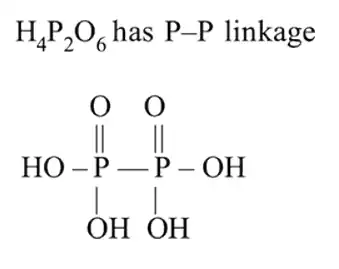 H₄P₂O₆ has P–P linkage
O O
HO – P — P – OH
OH OH